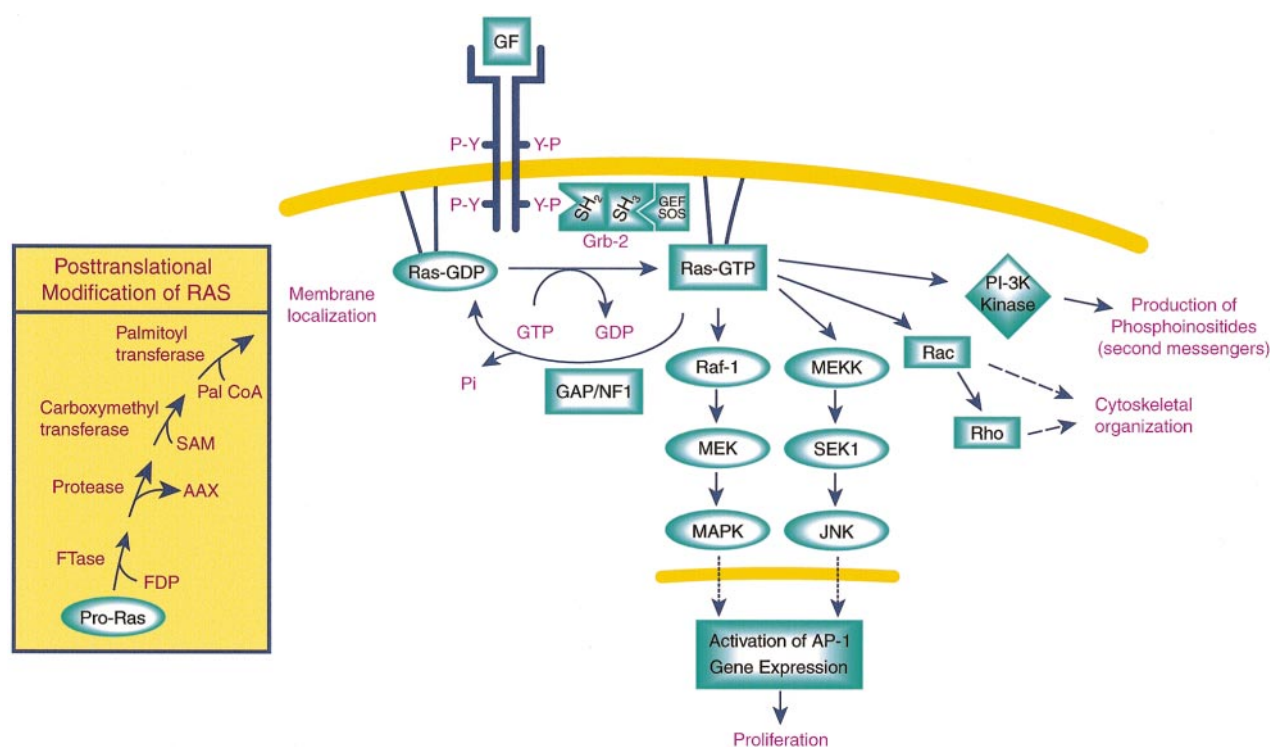 GF
P-Y
Y-P
P-Y
Y-P
SH2
SH3
GEF
SOS
Grb-2
Ras-GDP
Ras-GTP
Membrane
localization
GTP
GDP
Pi
GAP/NF1
PI-3K
Kinase
Production of
Phosphoinositides
(second messengers)
Raf-1
MEKK
Rac
Rho
Cytoskeletal
organization
MEK
SEK1
MAPK
JNK
Activation of AP-1
Gene Expression
Proliferation
Posttranslational
Modification of RAS
Palmitoyl
transferase
Pal CoA
Carboxymethyl
transferase
SAM
Protease
AAX
FTase
FDP
Pro-Ras